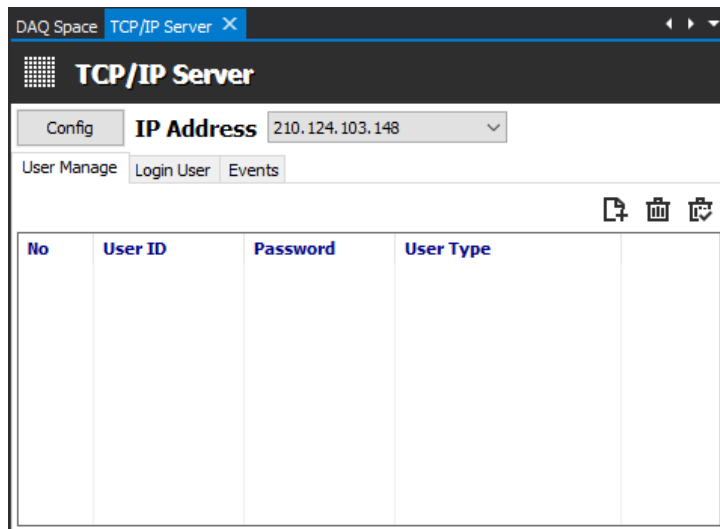 DAQ Space TCP/IP Server
TCP/IP Server
Config IP Address 210.124.103.148
User Manage Login User Events
No User ID Password User Type